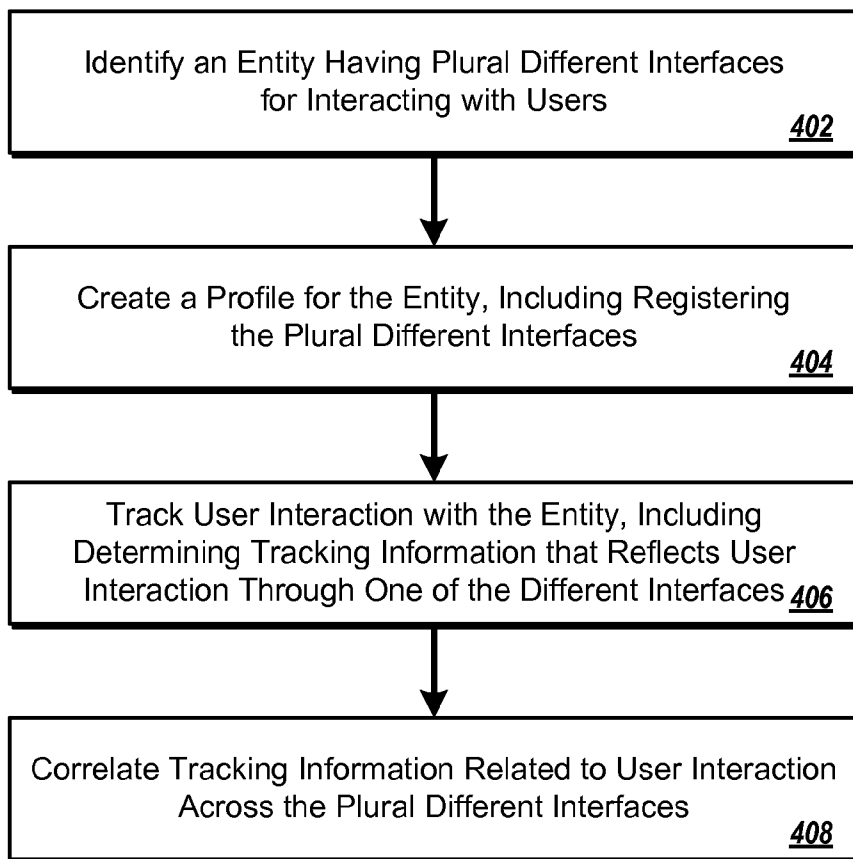 Identify an Entity Having Plural Different Interfaces
for Interacting with Users
402
Create a Profile for the Entity, Including Registering
the Plural Different Interfaces
404
Track User Interaction with the Entity, Including
Determining Tracking Information that Reflects User
Interaction Through One of the Different Interfaces 406
Correlate Tracking Information Related to User Interaction
Across the Plural Different Interfaces
408